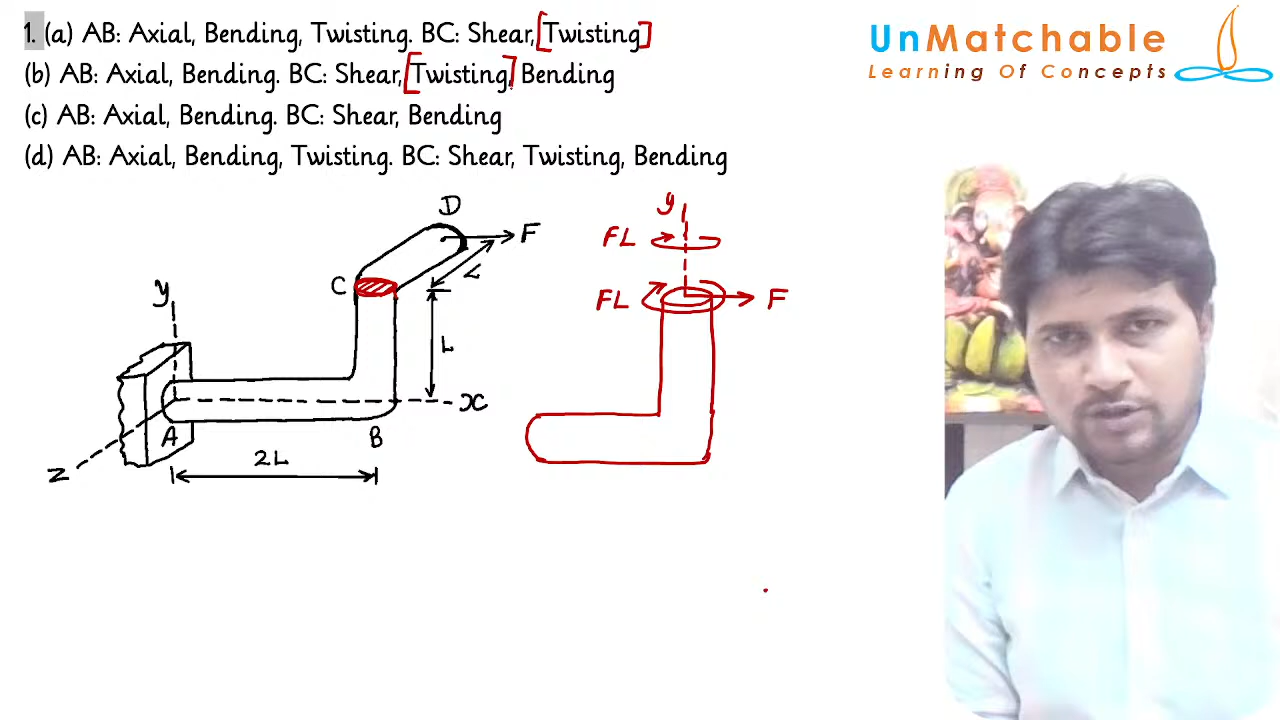 1. (a) AB: Axial, Bending, Twisting. BC: Shear, [Twisting]
(b) AB: Axial, Bending. BC: Shear, [Twisting] Bending
(c) AB: Axial, Bending. BC: Shear, Bending
(d) AB: Axial, Bending, Twisting. BC: Shear, Twisting, Bending
UnMatchable
Learning Of Concepts
D
F
L
C
L
y
x
A
B
z
2L
y
FL
FL
F